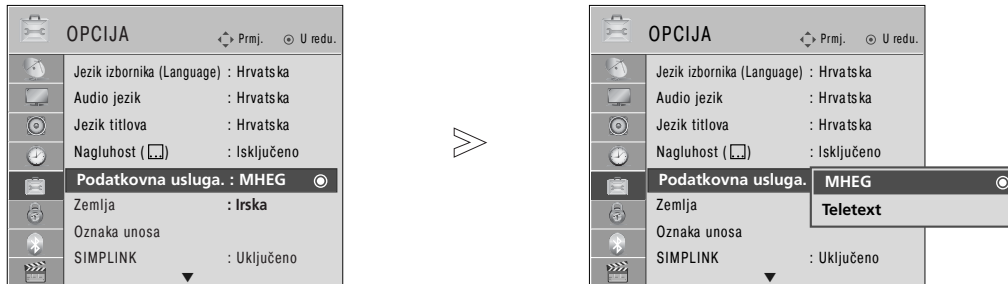 OPCIJA Prmj. U redu.
Jezik izbornika (Language) : Hrvatska
Audio jezik : Hrvatska
Jezik titlova : Hrvatska
Nagluhost ( ) : Isključeno
Podatkovna usluga. : MHEG
Zemlja : Irska
Oznaka unosa
SIMPLINK : Uključeno
OPCIJA Prmj. U redu.
Jezik izbornika (Language) : Hrvatska
Audio jezik : Hrvatska
Jezik titlova : Hrvatska
Nagluhost ( ) : Isključeno
Podatkovna usluga. MHEG
Zemlja Teletext
Oznaka unosa
SIMPLINK : Uključeno